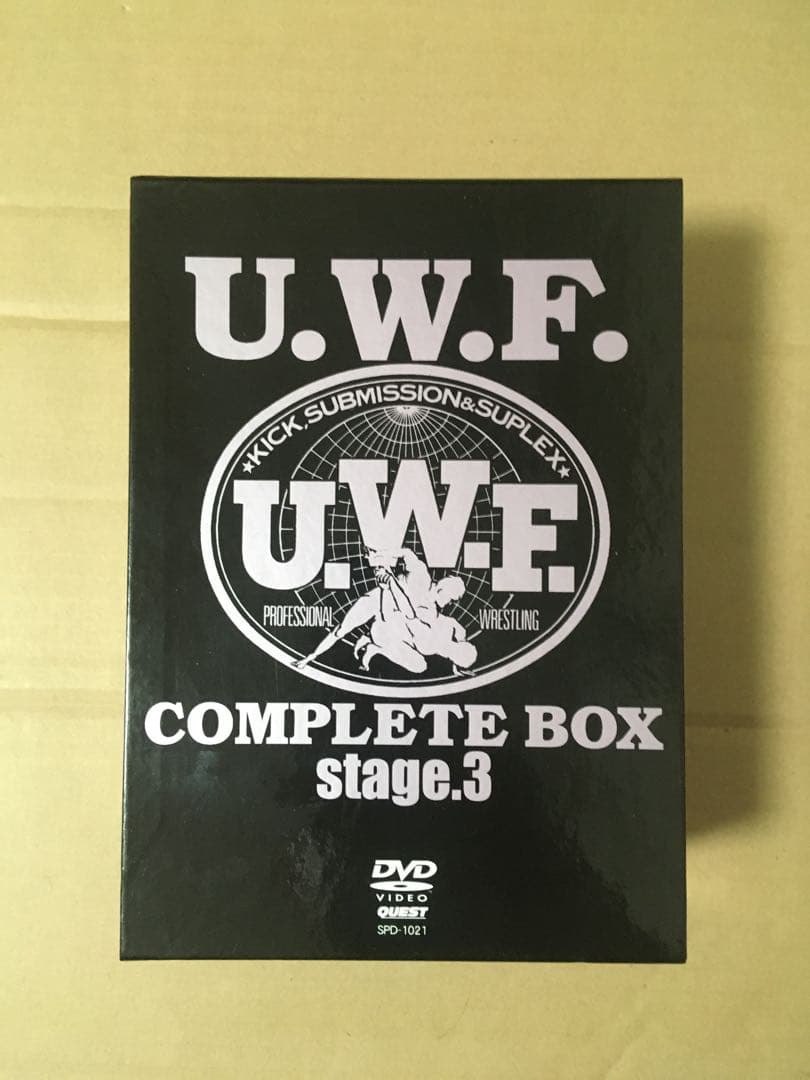 U.W.F.
★KICK,SUBMISSION&SUPLEX★
U.W.F.
PROFESSIONAL WRESTLING
COMPLETE BOX
stage.3
DVD
VIDEO
QUEST
SPD-1021